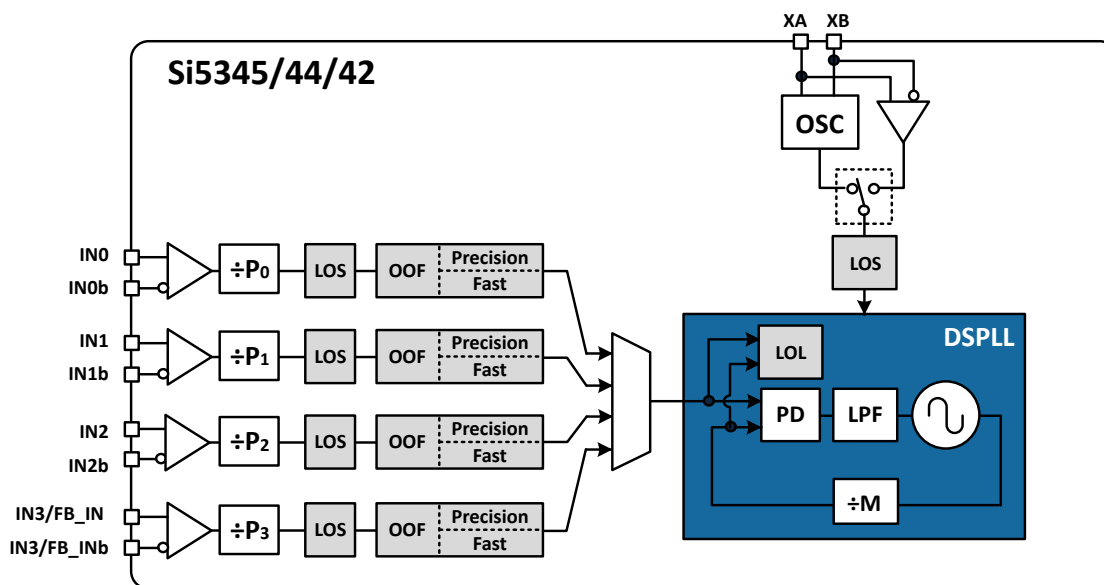 XA XB
Si5345/44/42
OSC
LOS
IN0
IN0b
÷P0 LOS OOF Precision
Fast
IN1
IN1b
÷P1 LOS OOF Precision
Fast
IN2
IN2b
÷P2 LOS OOF Precision
Fast
IN3/FB_IN
IN3/FB_INb
÷P3 LOS OOF Precision
Fast
DSPLL
LOL
PD LPF
÷M